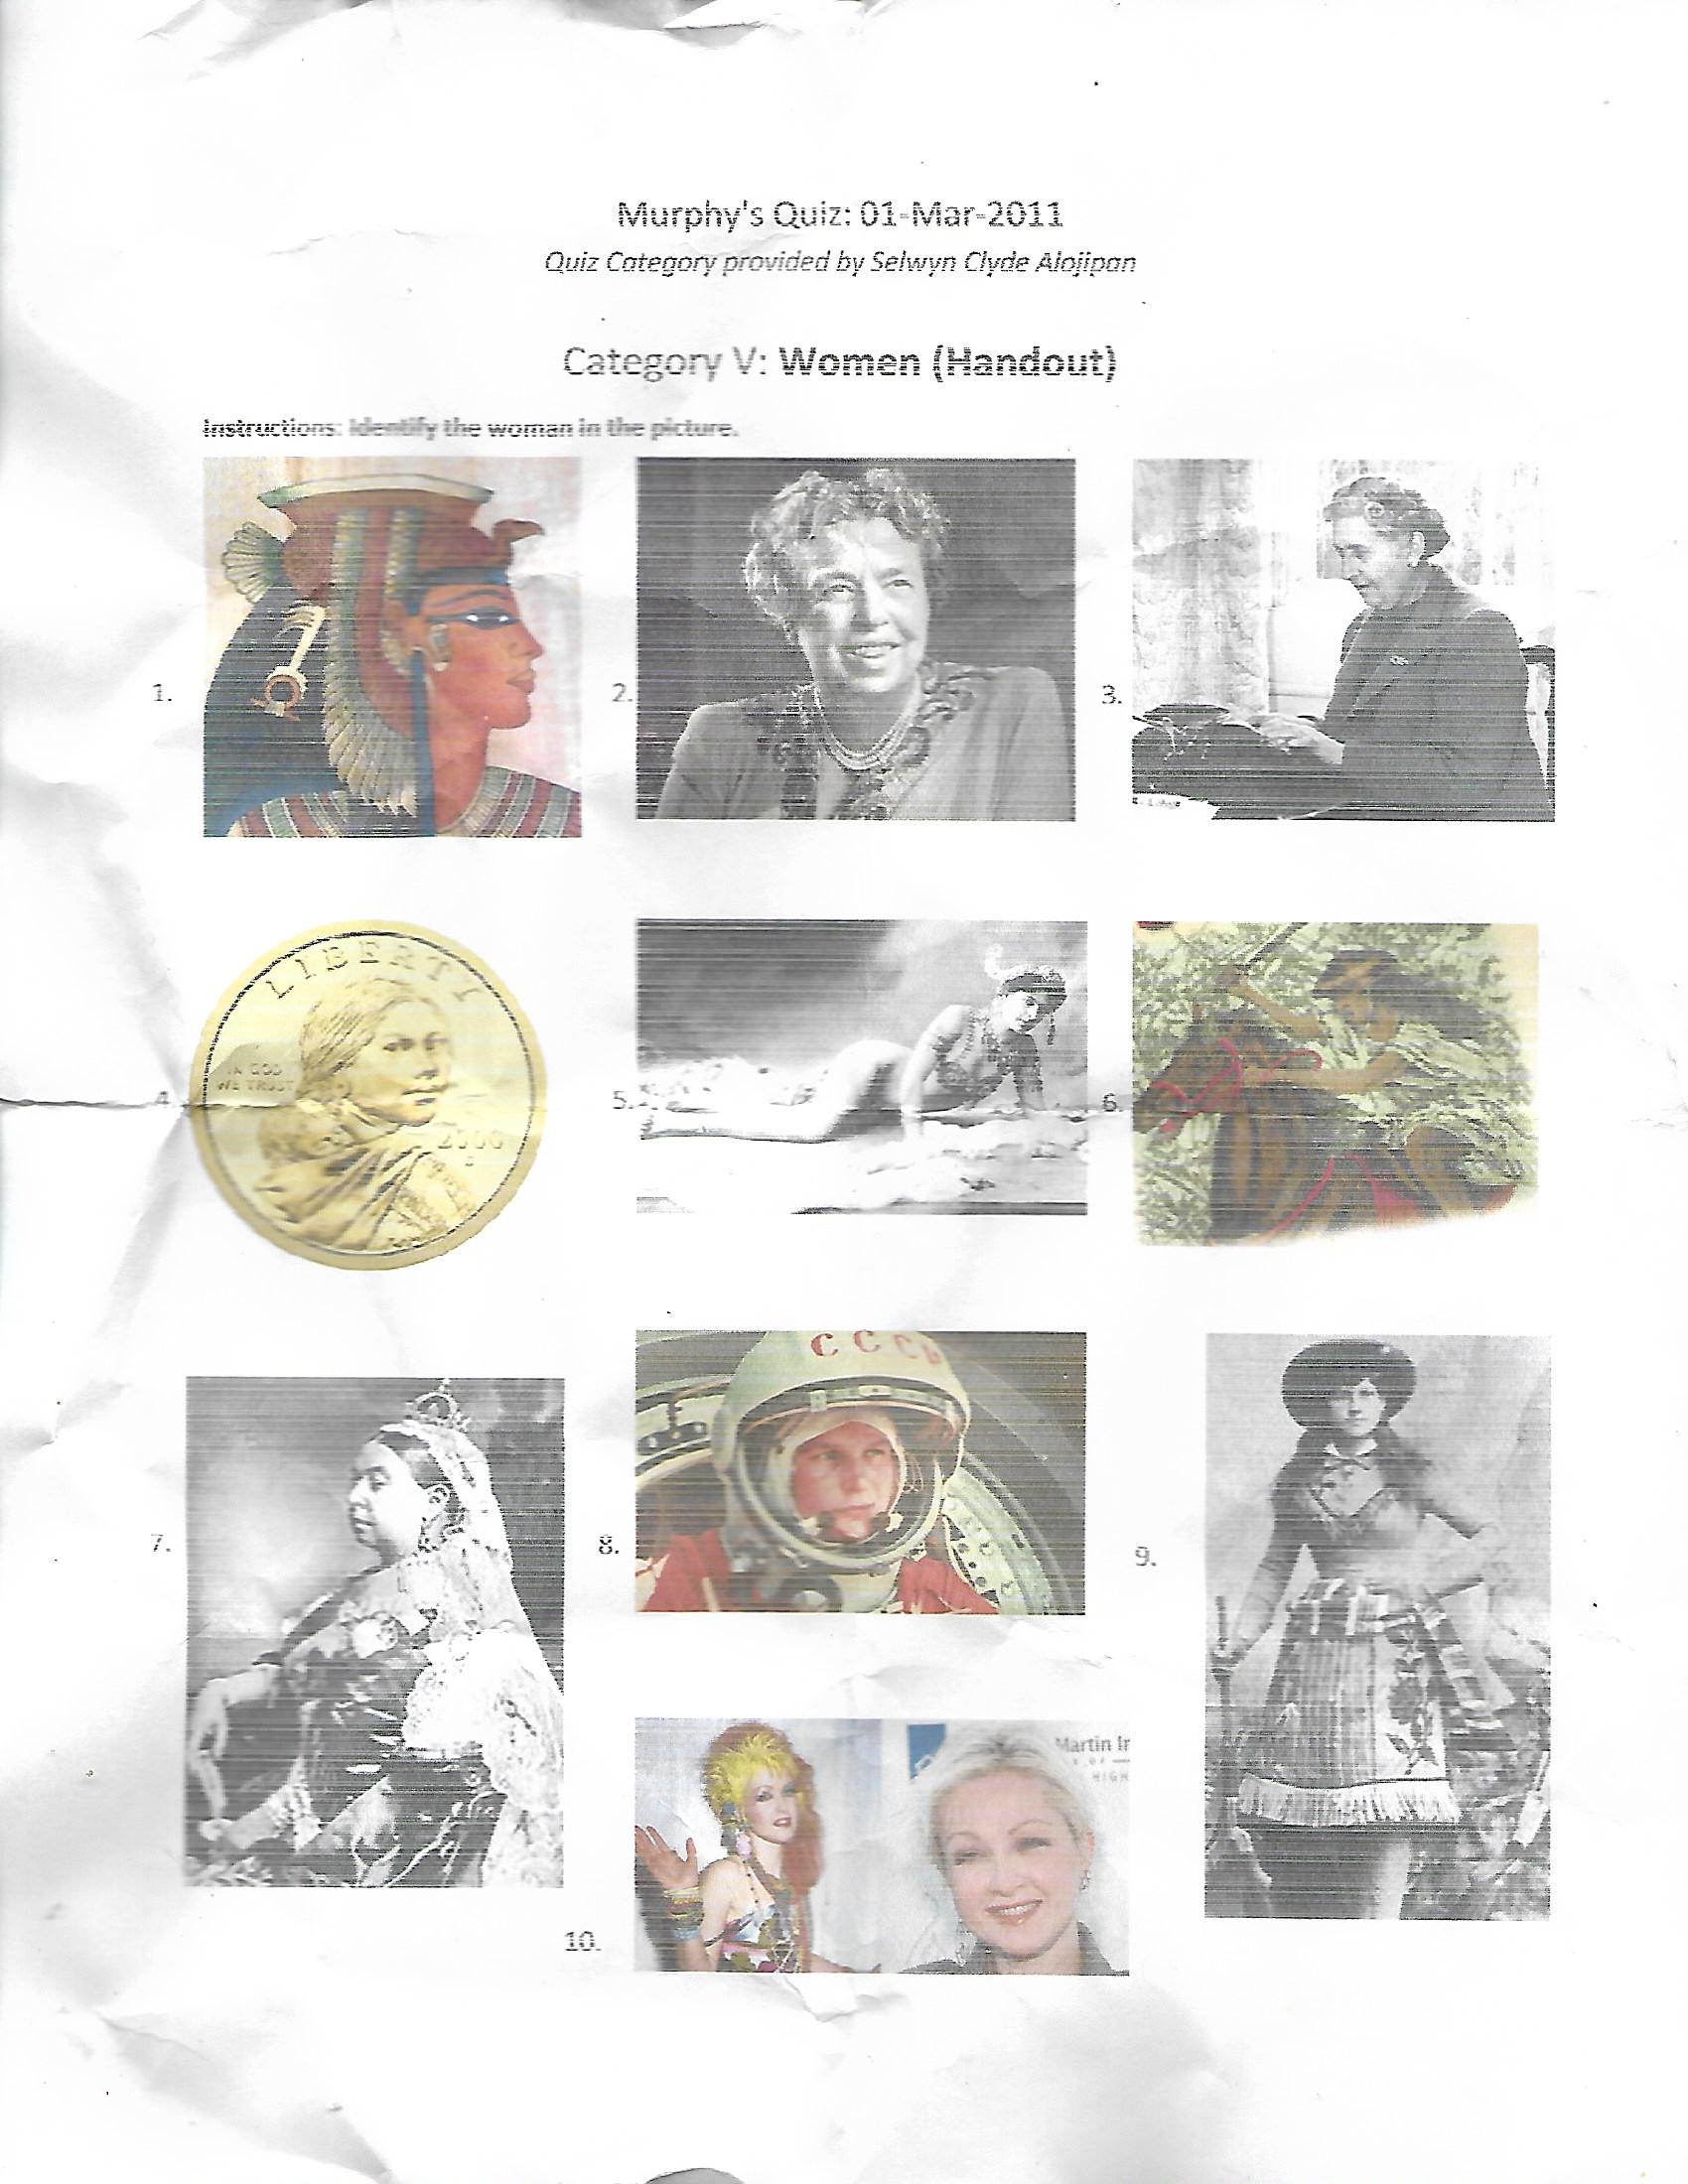 Murphy's Quiz: 01-Mar-2011
Quiz Category provided by Selwyn Clyde Alojipan
Category V: Women (Handout)
Instructions: Identify the woman in the picture.
1.
2.
3.
4.
LIBERTY
IN GOD
WE TRUST
2000
5.
6.
7.
8.
СССР
9.
10.
Martin
HIGH